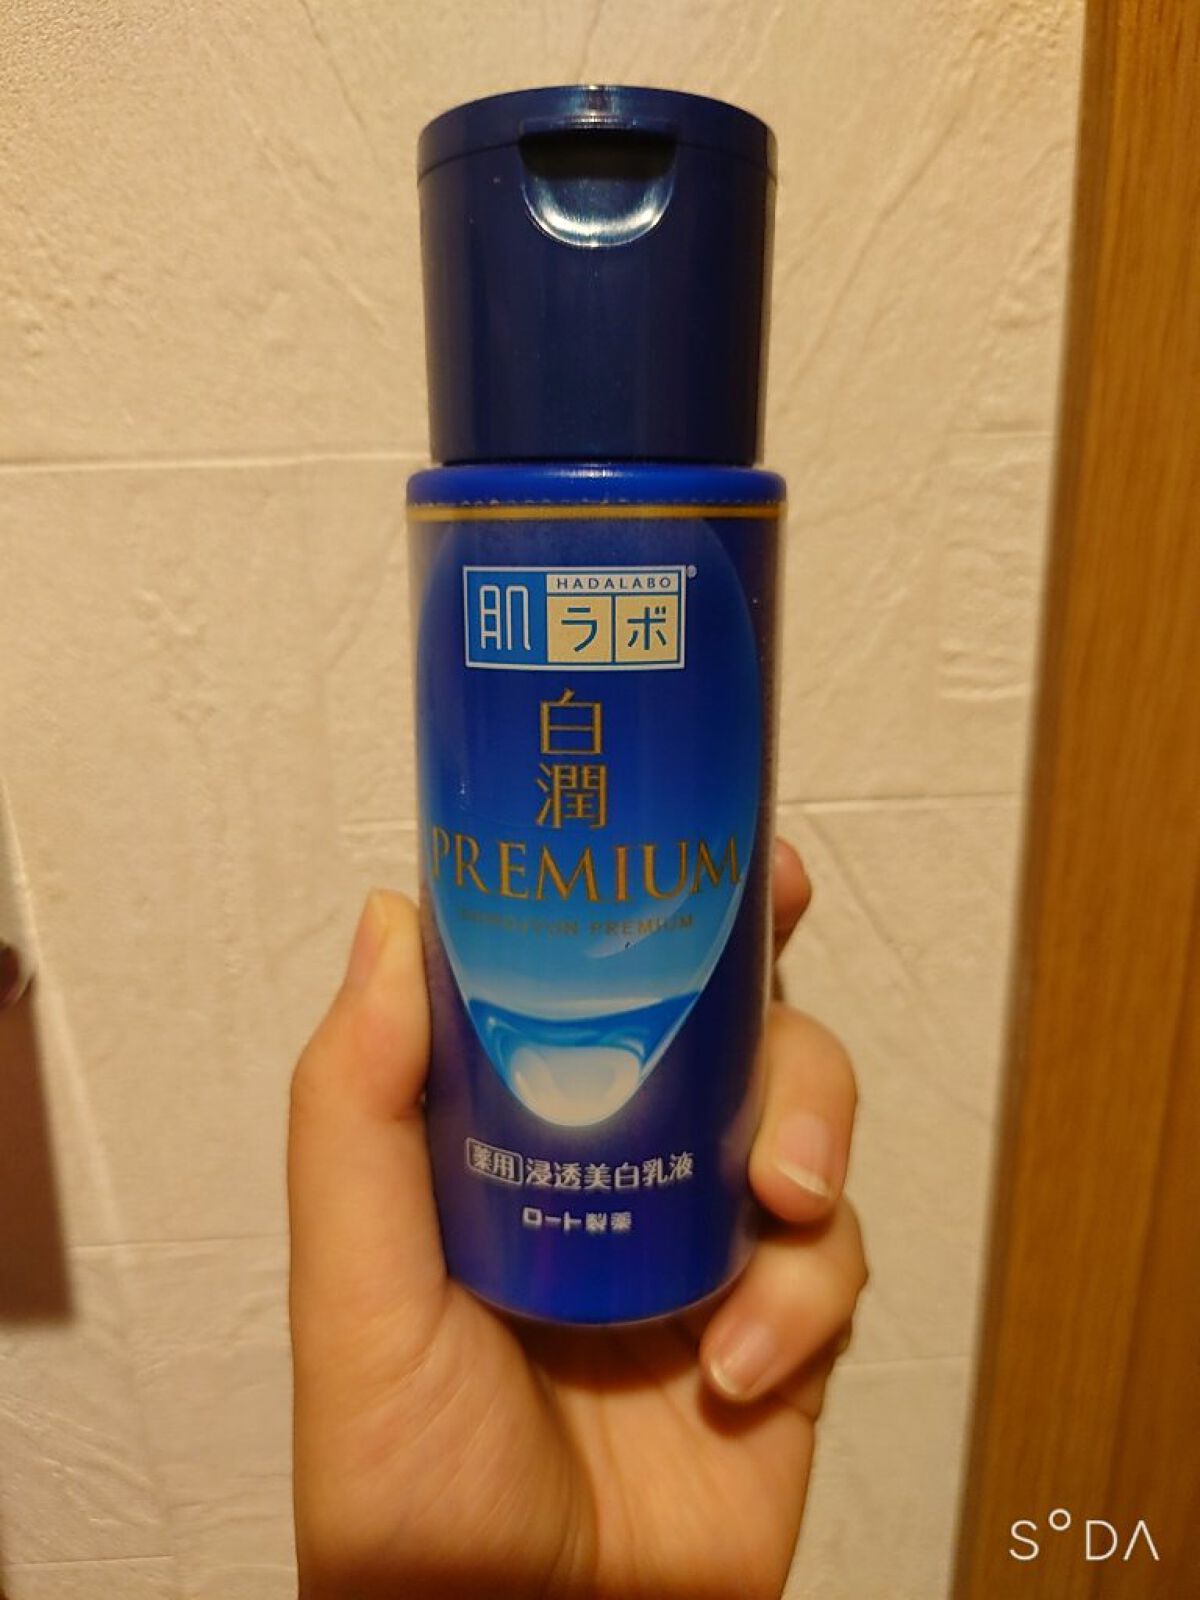 HADALABO
肌ラボ®
白
潤
PREMIUM
SHIROJYUN PREMIUM
薬用 浸透美白乳液
ロート製薬
SODA